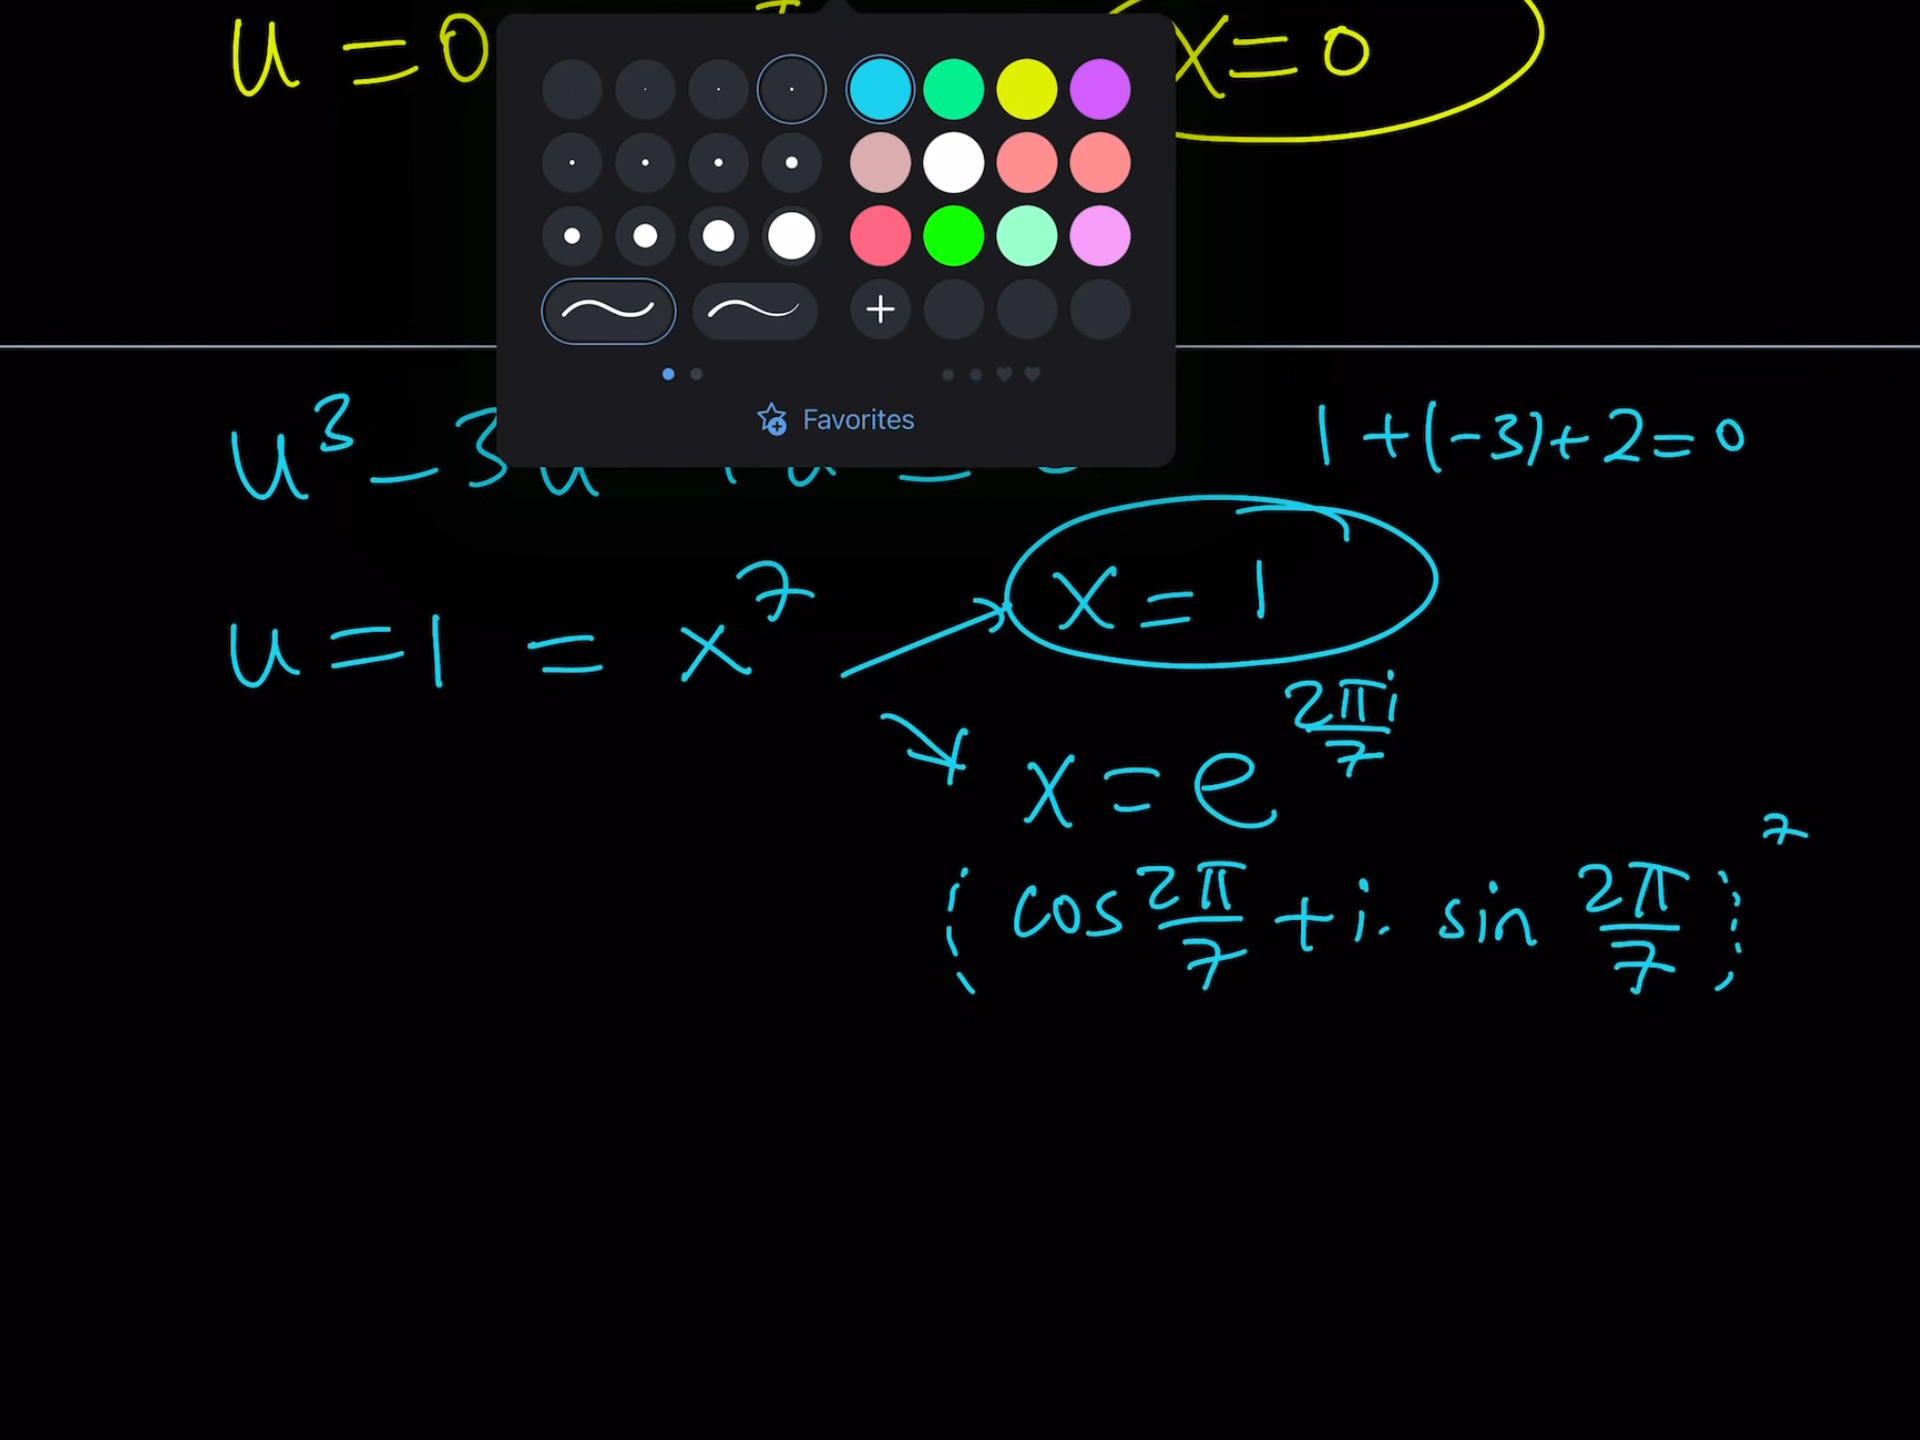 u = 0 x = 0
Favorites
u³ - 3u = 1 + (-3) + 2 = 0
u = 1 = x⁷ x = 1
x = e^(2πi/7)
(cos 2π/7 + i. sin 2π/7)⁷